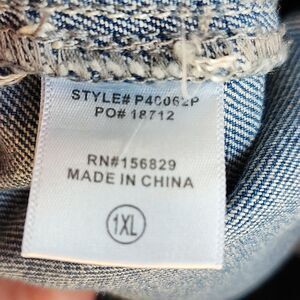 STYLE# P40062P
PO# 18712
RN#156829
MADE IN CHINA
1XL